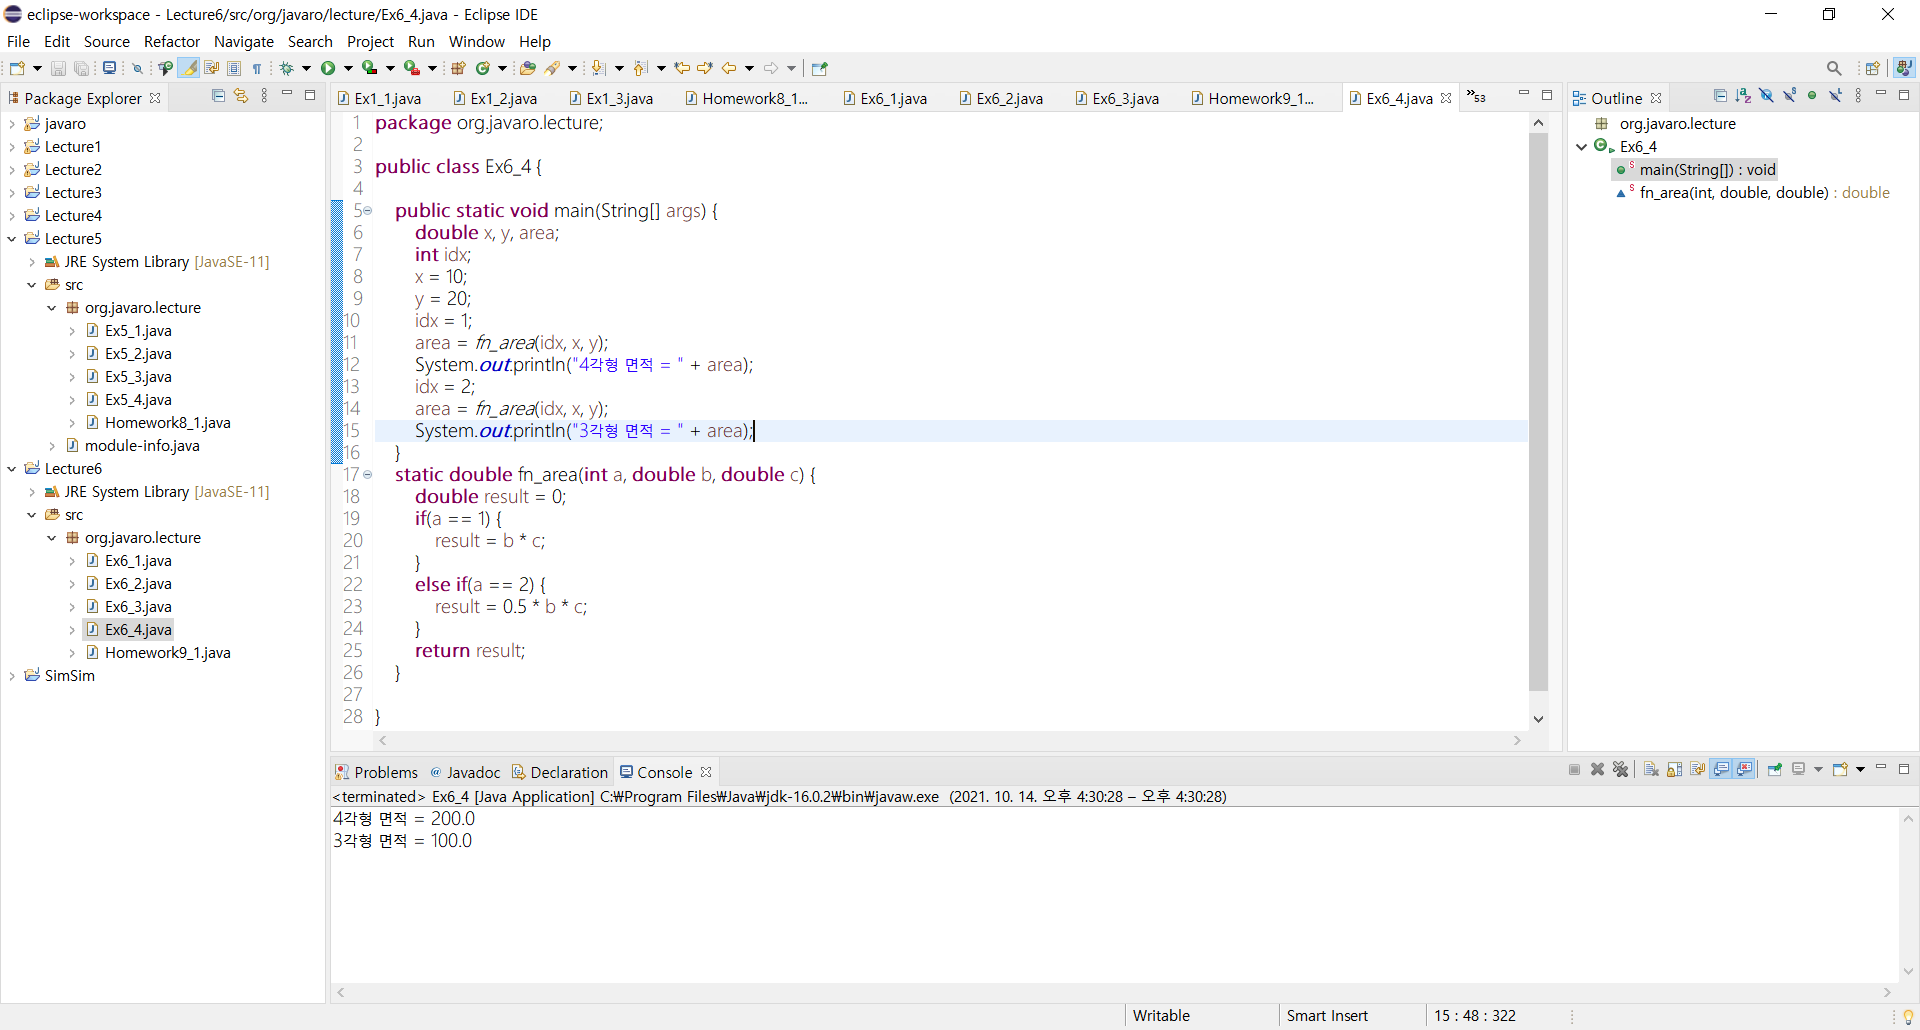 eclipse-workspace - Lecture6/src/org/javaro/lecture/Ex6_4.java - Eclipse IDE
File Edit Source Refactor Navigate Search Project Run Window Help
Package Explorer
javaro
Lecture1
Lecture2
Lecture3
Lecture4
Lecture5
JRE System Library [JavaSE-11]
src
org.javaro.lecture
Ex5_1.java
Ex5_2.java
Ex5_3.java
Ex5_4.java
Homework8_1.java
module-info.java
Lecture6
JRE System Library [JavaSE-11]
src
org.javaro.lecture
Ex6_1.java
Ex6_2.java
Ex6_3.java
Ex6_4.java
Homework9_1.java
SimSim
Ex1_1.java Ex1_2.java Ex1_3.java Homework8_1... Ex6_1.java Ex6_2.java Ex6_3.java Homework9_1... Ex6_4.java »53
1 package org.javaro.lecture;
2
3 public class Ex6_4 {
4
5 public static void main(String[] args) {
6 double x, y, area;
7 int idx;
8 x = 10;
9 y = 20;
10 idx = 1;
11 area = fn_area(idx, x, y);
12 System.out.println("4각형 면적 = " + area);
13 idx = 2;
14 area = fn_area(idx, x, y);
15 System.out.println("3각형 면적 = " + area);
16 }
17 static double fn_area(int a, double b, double c) {
18 double result = 0;
19 if(a == 1) {
20 result = b * c;
21 }
22 else if(a == 2) {
23 result = 0.5 * b * c;
24 }
25 return result;
26 }
27
28 }
Outline
org.javaro.lecture
Ex6_4
main(String[]) : void
fn_area(int, double, double) : double
Problems @ Javadoc Declaration Console
<terminated> Ex6_4 [Java Application] C:₩Program Files₩Java₩jdk-16.0.2₩bin₩javaw.exe (2021. 10. 14. 오후 4:30:28 – 오후 4:30:28)
4각형 면적 = 200.0
3각형 면적 = 100.0
Writable Smart Insert 15 : 48 : 322